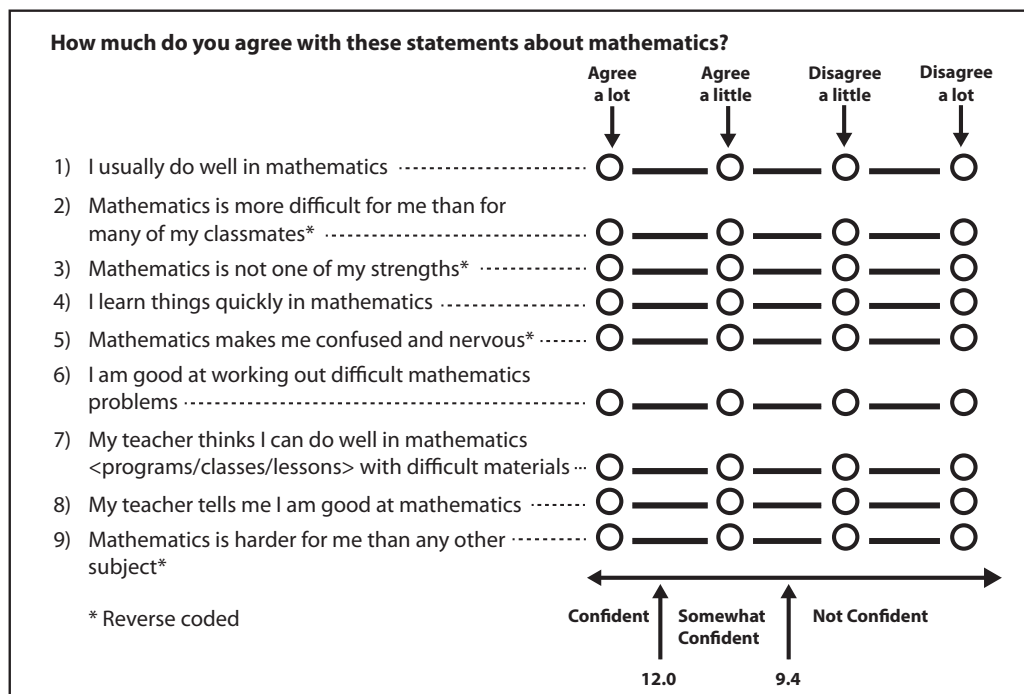 How much do you agree with these statements about mathematics?
Agree a lot
Agree a little
Disagree a little
Disagree a lot
1) I usually do well in mathematics
2) Mathematics is more difficult for me than for
many of my classmates*
3) Mathematics is not one of my strengths*
4) I learn things quickly in mathematics
5) Mathematics makes me confused and nervous*
6) I am good at working out difficult mathematics
problems
7) My teacher thinks I can do well in mathematics
<programs/classes/lessons> with difficult materials
8) My teacher tells me I am good at mathematics
9) Mathematics is harder for me than any other
subject*
* Reverse coded
Confident
Somewhat
Confident
Not Confident
12.0
9.4